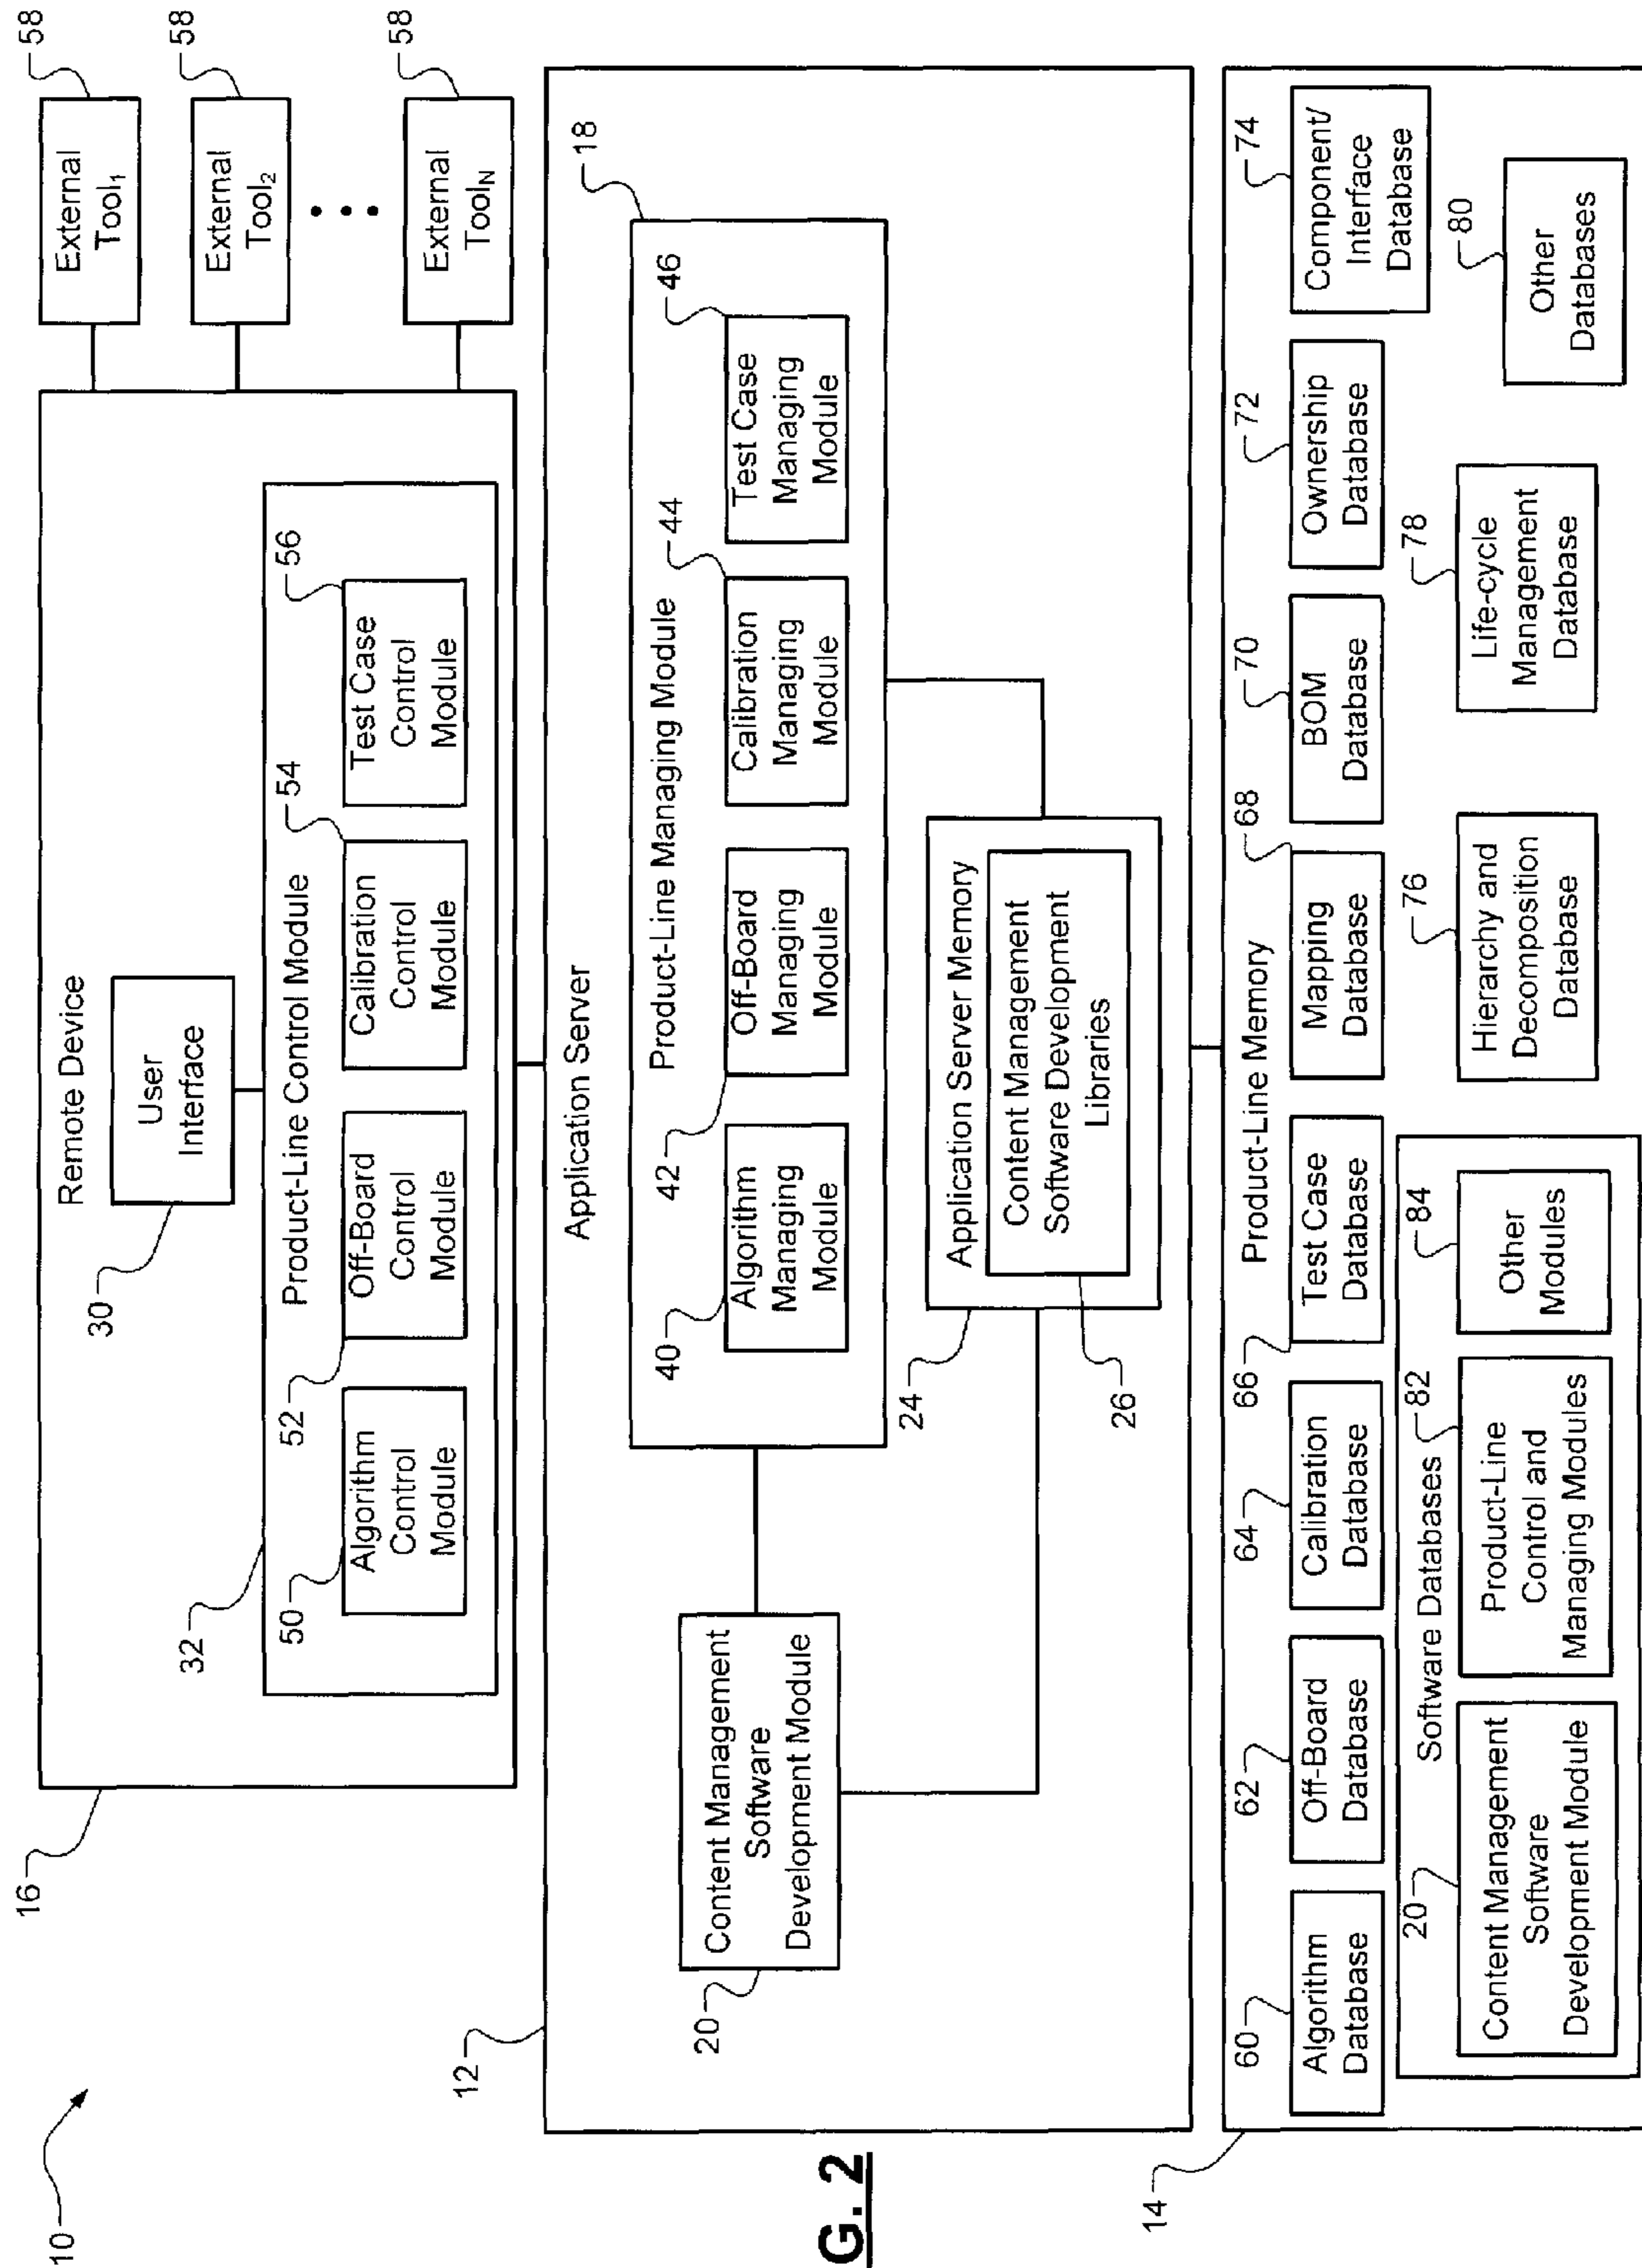 10
16
Remote Device
30
User
Interface
32
Product-Line Control Module
50
Algorithm
Control
Module
52
Off-Board
Control
Module
54
Calibration
Control
Module
56
Test Case
Control
Module
External
Tool1
58
External
Tool2
58
External
ToolN
58
12
Application Server
18
Product-Line Managing Module
40
Algorithm
Managing
Module
42
Off-Board
Managing
Module
44
Calibration
Managing
Module
46
Test Case
Managing
Module
20
Content Management
Software
Development Module
24
Application Server Memory
Content Management
Software Development
Libraries
26
14
Product-Line Memory
60
Algorithm
Database
62
Off-Board
Database
64
Calibration
Database
66
Test Case
Database
68
Mapping
Database
70
BOM
Database
72
Ownership
Database
74
Component/
Interface
Database
Software Databases
20
Content Management
Software
Development Module
82
Product-Line
Control and
Managing Modules
84
Other
Modules
76
Hierarchy and
Decomposition
Database
78
Life-cycle
Management
Database
80
Other
Databases
G. 2